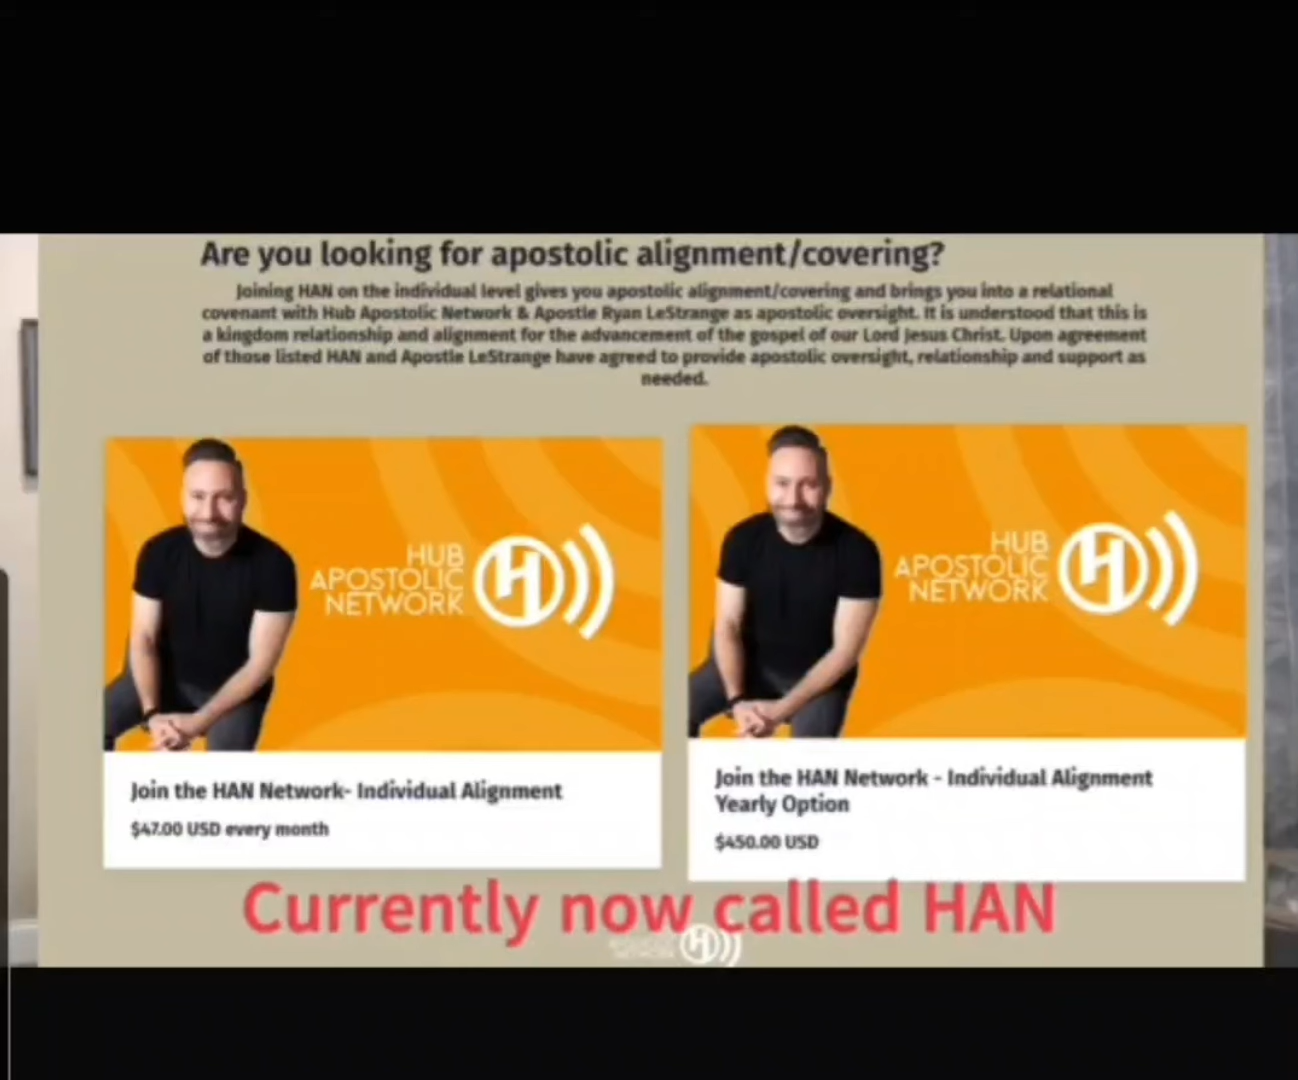 Are you looking for apostolic alignment/covering?
Joining HAN on the individual level gives you apostolic alignment/covering and brings you into a relational
covenant with Hub Apostolic Network & Apostle Ryan LeStrange as apostolic oversight. It is understood that this is
a kingdom relationship and alignment for the advancement of the gospel of our Lord Jesus Christ. Upon agreement
of those listed HAN and Apostle LeStrange have agreed to provide apostolic oversight, relationship and support as
needed.
HUB
APOSTOLIC
NETWORK
H
HUB
APOSTOLIC
NETWORK
H
Join the HAN Network- Individual Alignment
$47.00 USD every month
Join the HAN Network - Individual Alignment
Yearly Option
$450.00 USD
Currently now called HAN
H